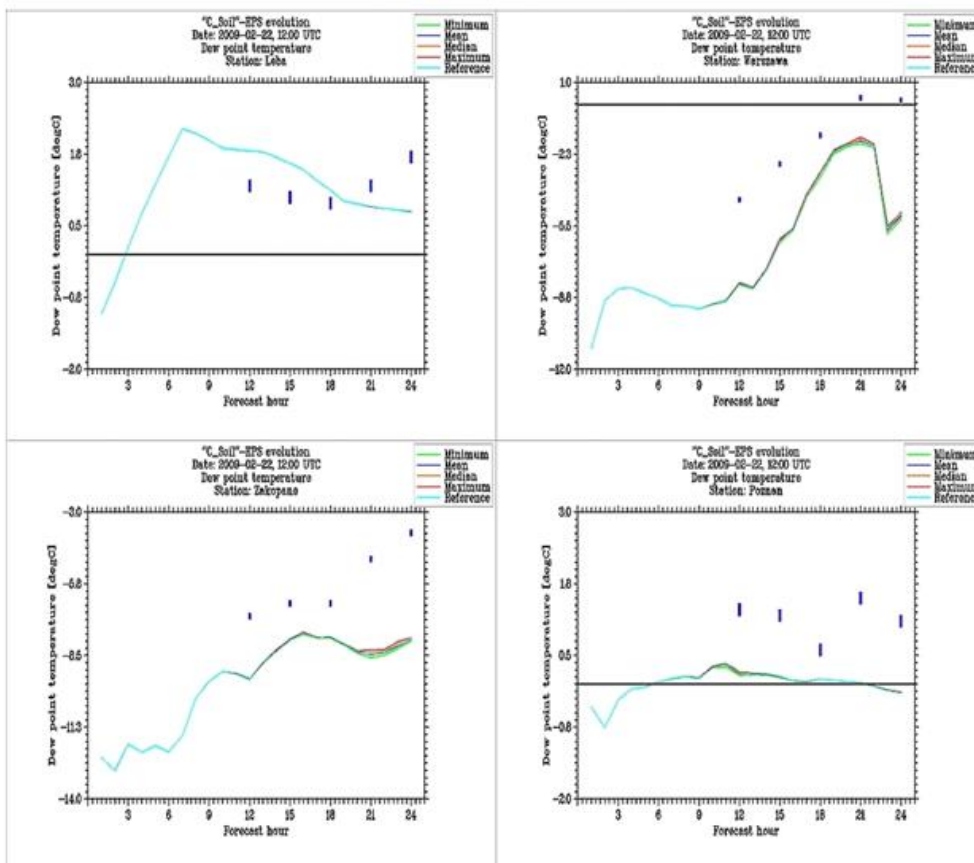 "C_Soil"-EPS evolution
Date: 2009-02-22, 12:00 UTC
Dew point temperature
Station: Leba
Minimum
Mean
Median
Maximum
Reference
Dew point temperature [degC]
3.0
1.8
0.5
-0.8
-2.0
3 6 9 12 15 18 21 24
Forecast hour
"C_Soil"-EPS evolution
Date: 2009-02-22, 12:00 UTC
Dew point temperature
Station: Warszawa
Minimum
Mean
Median
Maximum
Reference
Dew point temperature [degC]
1.0
-2.3
-5.5
-8.8
-12.0
3 6 9 12 15 18 21 24
Forecast hour
"C_Soil"-EPS evolution
Date: 2009-02-22, 12:00 UTC
Dew point temperature
Station: Zakopane
Minimum
Mean
Median
Maximum
Reference
Dew point temperature [degC]
-3.0
-5.8
-8.5
-11.3
-14.0
3 6 9 12 15 18 21 24
Forecast hour
"C_Soil"-EPS evolution
Date: 2009-02-22, 12:00 UTC
Dew point temperature
Station: Poznan
Minimum
Mean
Median
Maximum
Reference
Dew point temperature [degC]
3.0
1.8
0.5
-0.8
-2.0
3 6 9 12 15 18 21 24
Forecast hour